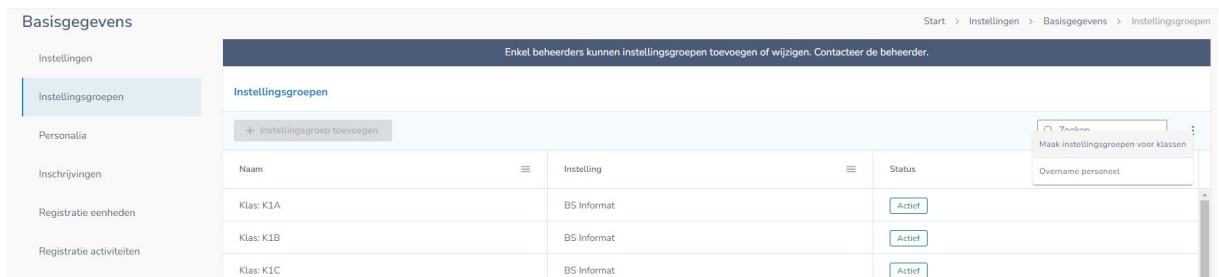 Basisgegevens
Start > Instellingen > Basisgegevens > Instellingsgroepen
Instellingen
Instellingsgroepen
Personalia
Inschrijvingen
Registratie eenheden
Registratie activiteiten
Enkel beheerders kunnen instellingsgroepen toevoegen of wijzigen. Contacteer de beheerder.
Instellingsgroepen
+ Instellingsgroep toevoegen
Zoeken
Maak instellingsgroepen voor klassen
Overname personeel
Naam Instelling Status
Klas: K1A BS Informat Actief
Klas: K1B BS Informat Actief
Klas: K1C BS Informat Actief